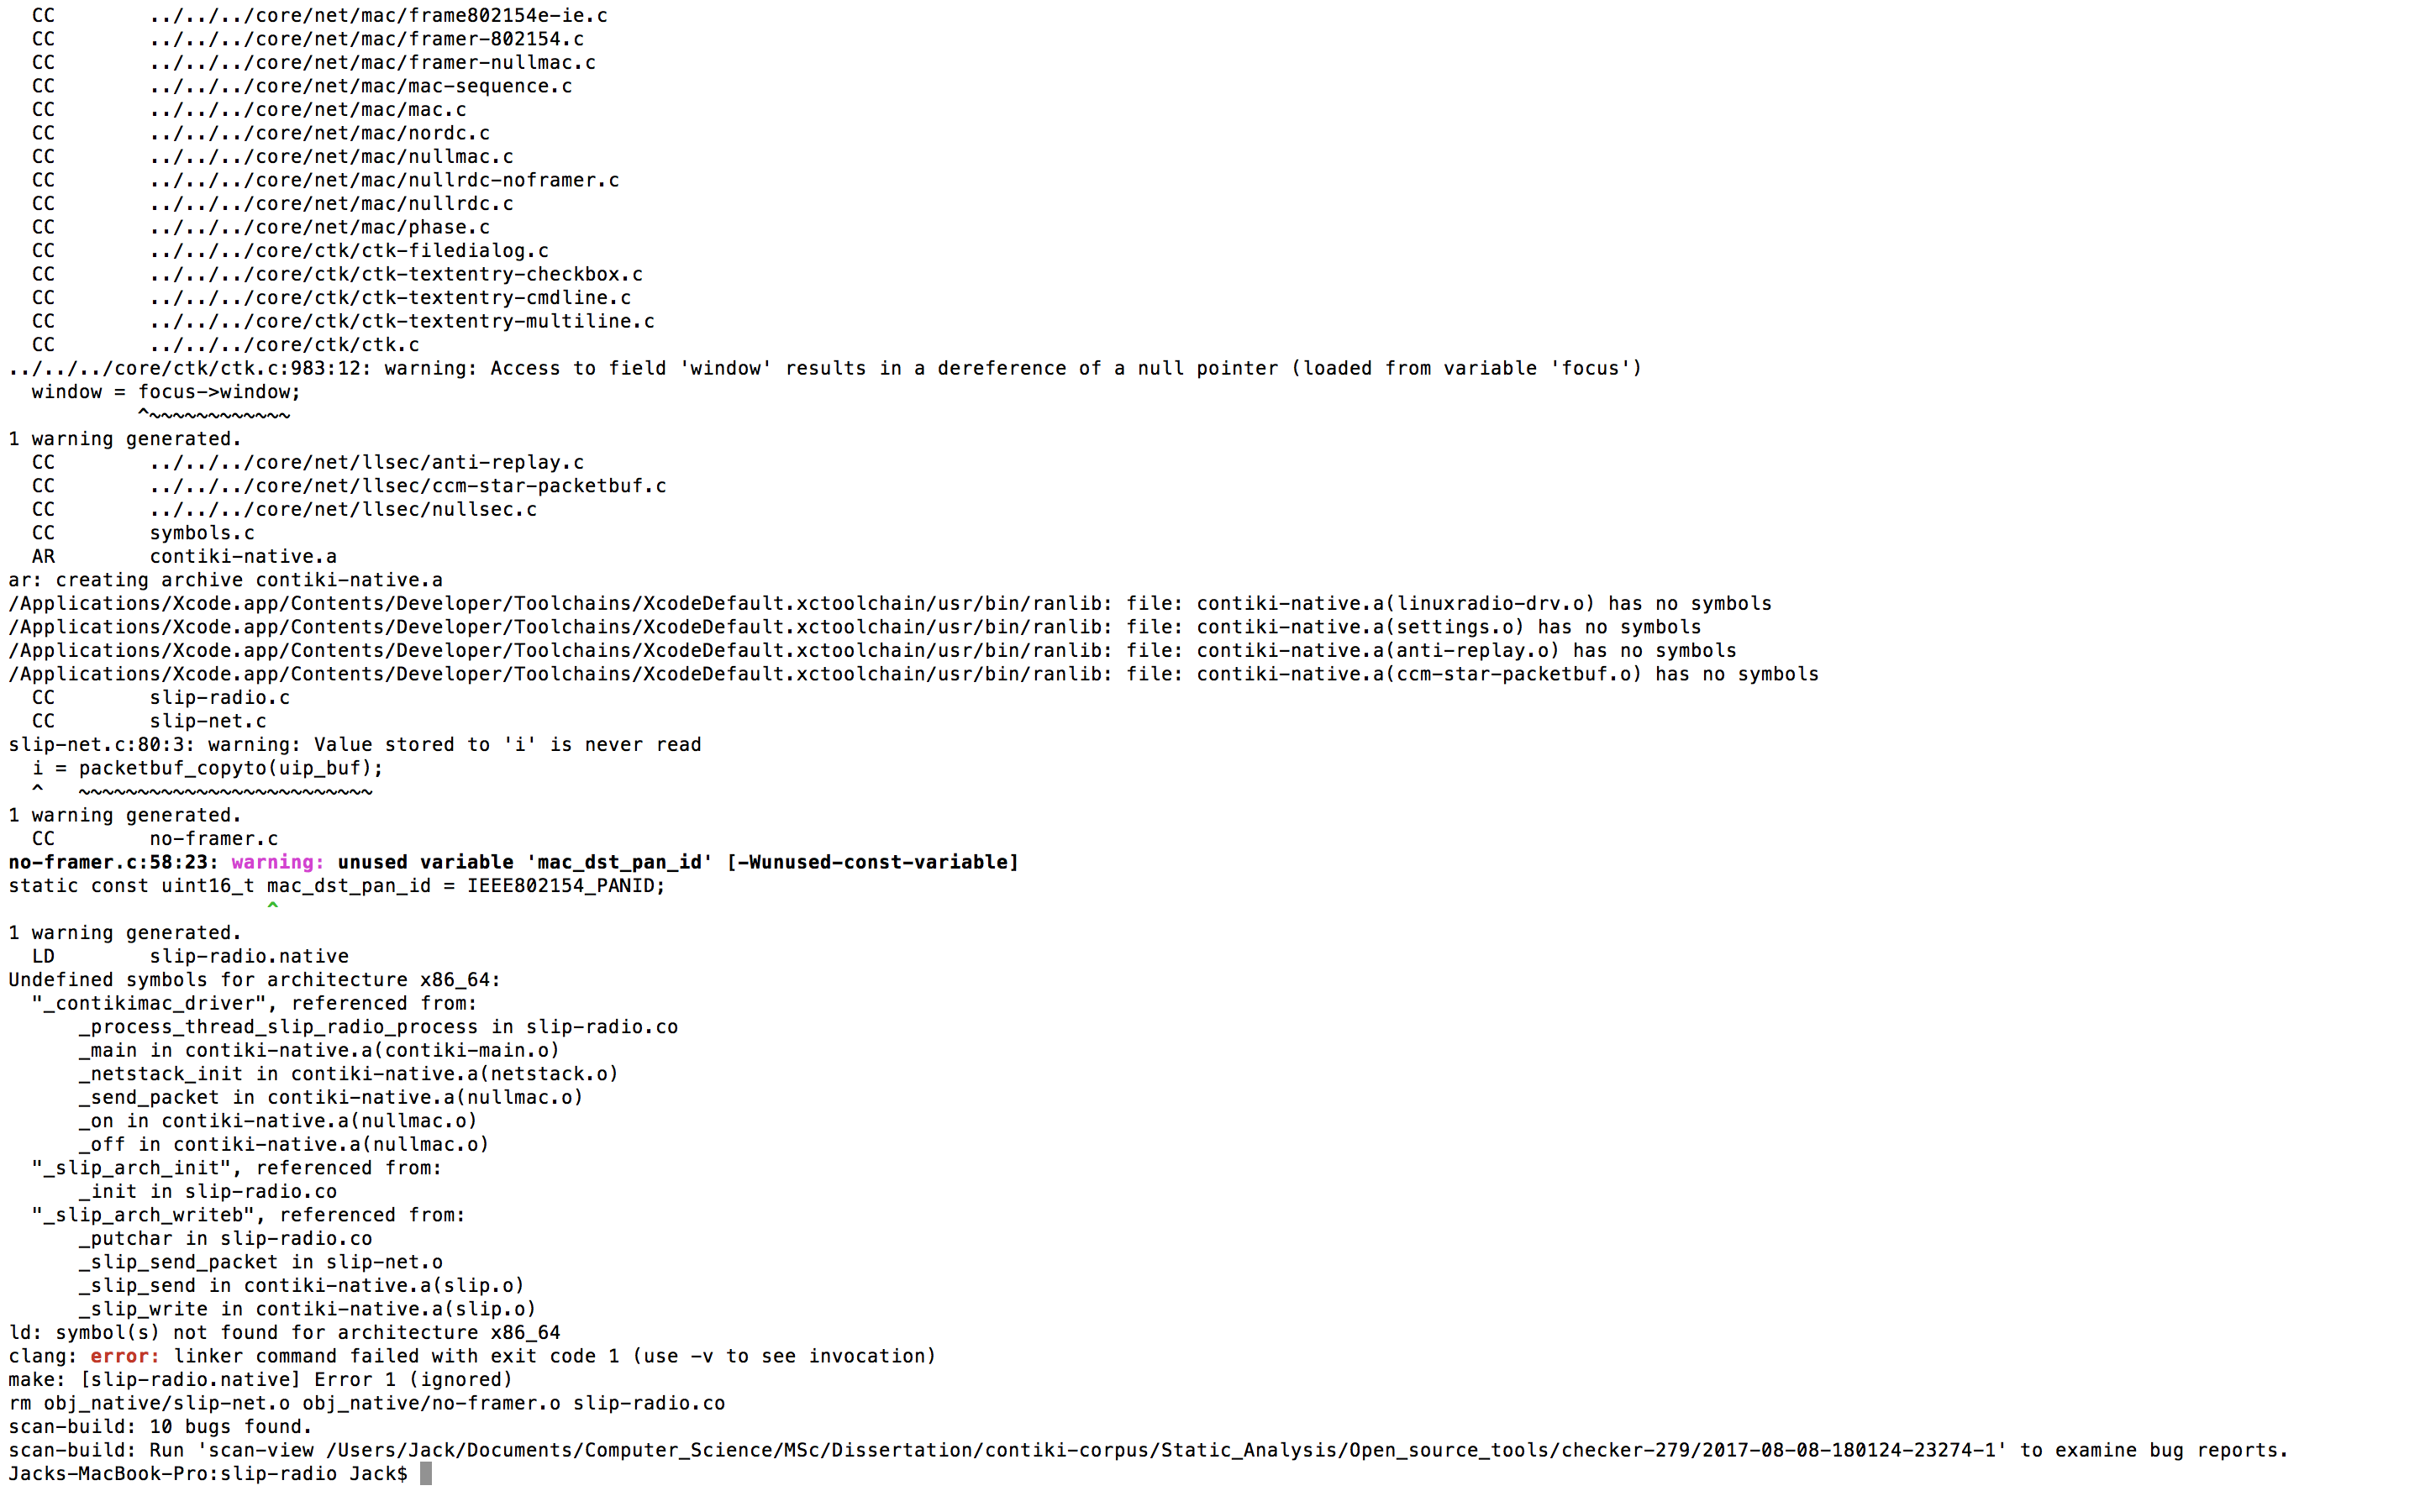 CC        ../../../core/net/mac/frame802154e-ie.c
CC        ../../../core/net/mac/framer-802154.c
CC        ../../../core/net/mac/framer-nullmac.c
CC        ../../../core/net/mac/mac-sequence.c
CC        ../../../core/net/mac/mac.c
CC        ../../../core/net/mac/nordc.c
CC        ../../../core/net/mac/nullmac.c
CC        ../../../core/net/mac/nullrdc-noframer.c
CC        ../../../core/net/mac/nullrdc.c
CC        ../../../core/net/mac/phase.c
CC        ../../../core/ctk/ctk-filedialog.c
CC        ../../../core/ctk/ctk-textentry-checkbox.c
CC        ../../../core/ctk/ctk-textentry-cmdline.c
CC        ../../../core/ctk/ctk-textentry-multiline.c
CC        ../../../core/ctk/ctk.c
../../../core/ctk/ctk.c:983:12: warning: Access to field 'window' results in a dereference of a null pointer (loaded from variable 'focus')
  window = focus->window;
           ^~~~~~~~~~~~~
1 warning generated.
  CC        ../../../core/net/llsec/anti-replay.c
  CC        ../../../core/net/llsec/ccm-star-packetbuf.c
  CC        ../../../core/net/llsec/nullsec.c
  CC        symbols.c
  AR        contiki-native.a
ar: creating archive contiki-native.a
/Applications/Xcode.app/Contents/Developer/Toolchains/XcodeDefault.xctoolchain/usr/bin/ranlib: file: contiki-native.a(linuxradio-drv.o) has no symbols
/Applications/Xcode.app/Contents/Developer/Toolchains/XcodeDefault.xctoolchain/usr/bin/ranlib: file: contiki-native.a(settings.o) has no symbols
/Applications/Xcode.app/Contents/Developer/Toolchains/XcodeDefault.xctoolchain/usr/bin/ranlib: file: contiki-native.a(anti-replay.o) has no symbols
/Applications/Xcode.app/Contents/Developer/Toolchains/XcodeDefault.xctoolchain/usr/bin/ranlib: file: contiki-native.a(ccm-star-packetbuf.o) has no symbols
  CC        slip-radio.c
  CC        slip-net.c
slip-net.c:80:3: warning: Value stored to 'i' is never read
  i = packetbuf_copyto(uip_buf);
  ^   ~~~~~~~~~~~~~~~~~~~~~~~~~
1 warning generated.
  CC        no-framer.c
no-framer.c:58:23: warning: unused variable 'mac_dst_pan_id' [-Wunused-const-variable]
static const uint16_t mac_dst_pan_id = IEEE802154_PANID;
                      ^
1 warning generated.
  LD        slip-radio.native
Undefined symbols for architecture x86_64:
  "_contikimac_driver", referenced from:
      _process_thread_slip_radio_process in slip-radio.co
      _main in contiki-native.a(contiki-main.o)
      _netstack_init in contiki-native.a(netstack.o)
      _send_packet in contiki-native.a(nullmac.o)
      _on in contiki-native.a(nullmac.o)
      _off in contiki-native.a(nullmac.o)
  "_slip_arch_init", referenced from:
      _init in slip-radio.co
  "_slip_arch_writeb", referenced from:
      _putchar in slip-radio.co
      _slip_send_packet in slip-net.o
      _slip_send in contiki-native.a(slip.o)
      _slip_write in contiki-native.a(slip.o)
ld: symbol(s) not found for architecture x86_64
clang: error: linker command failed with exit code 1 (use -v to see invocation)
make: [slip-radio.native] Error 1 (ignored)
rm obj_native/slip-net.o obj_native/no-framer.o slip-radio.co
scan-build: 10 bugs found.
scan-build: Run 'scan-view /Users/Jack/Documents/Computer_Science/MSc/Dissertation/contiki-corpus/Static_Analysis/Open_source_tools/checker-279/2017-08-08-180124-23274-1' to examine bug reports.
Jacks-MacBook-Pro:slip-radio Jack$